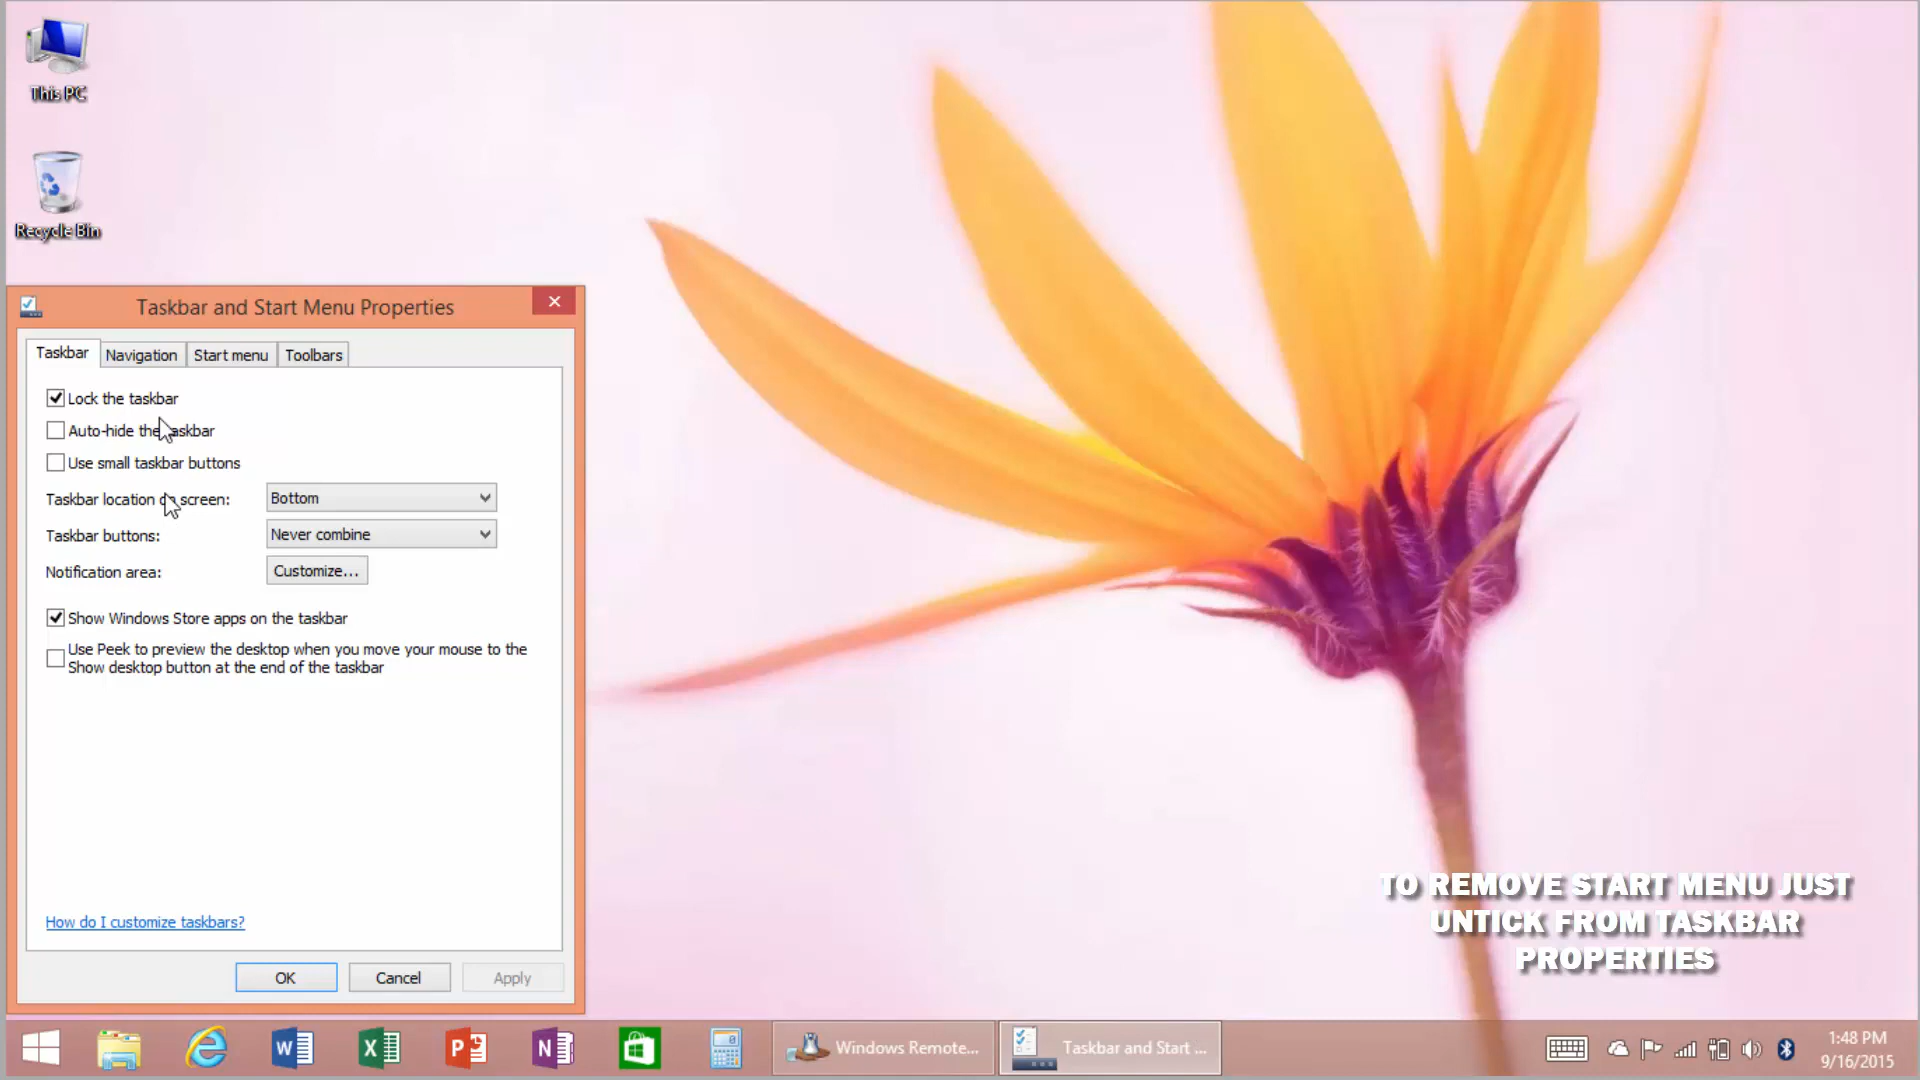 This PC
Recycle Bin
Taskbar and Start Menu Properties
Taskbar
Navigation
Start menu
Toolbars
Lock the taskbar
Auto-hide the taskbar
Use small taskbar buttons
Taskbar location on screen:
Bottom
Taskbar buttons:
Never combine
Notification area:
Customize...
Show Windows Store apps on the taskbar
Use Peek to preview the desktop when you move your mouse to the
Show desktop button at the end of the taskbar
How do I customize taskbars?
OK
Cancel
Apply
TO REMOVE START MENU JUST
UNTICK FROM TASKBAR
PROPERTIES
Windows Remote...
Taskbar and Start ...
1:48 PM
9/16/2015